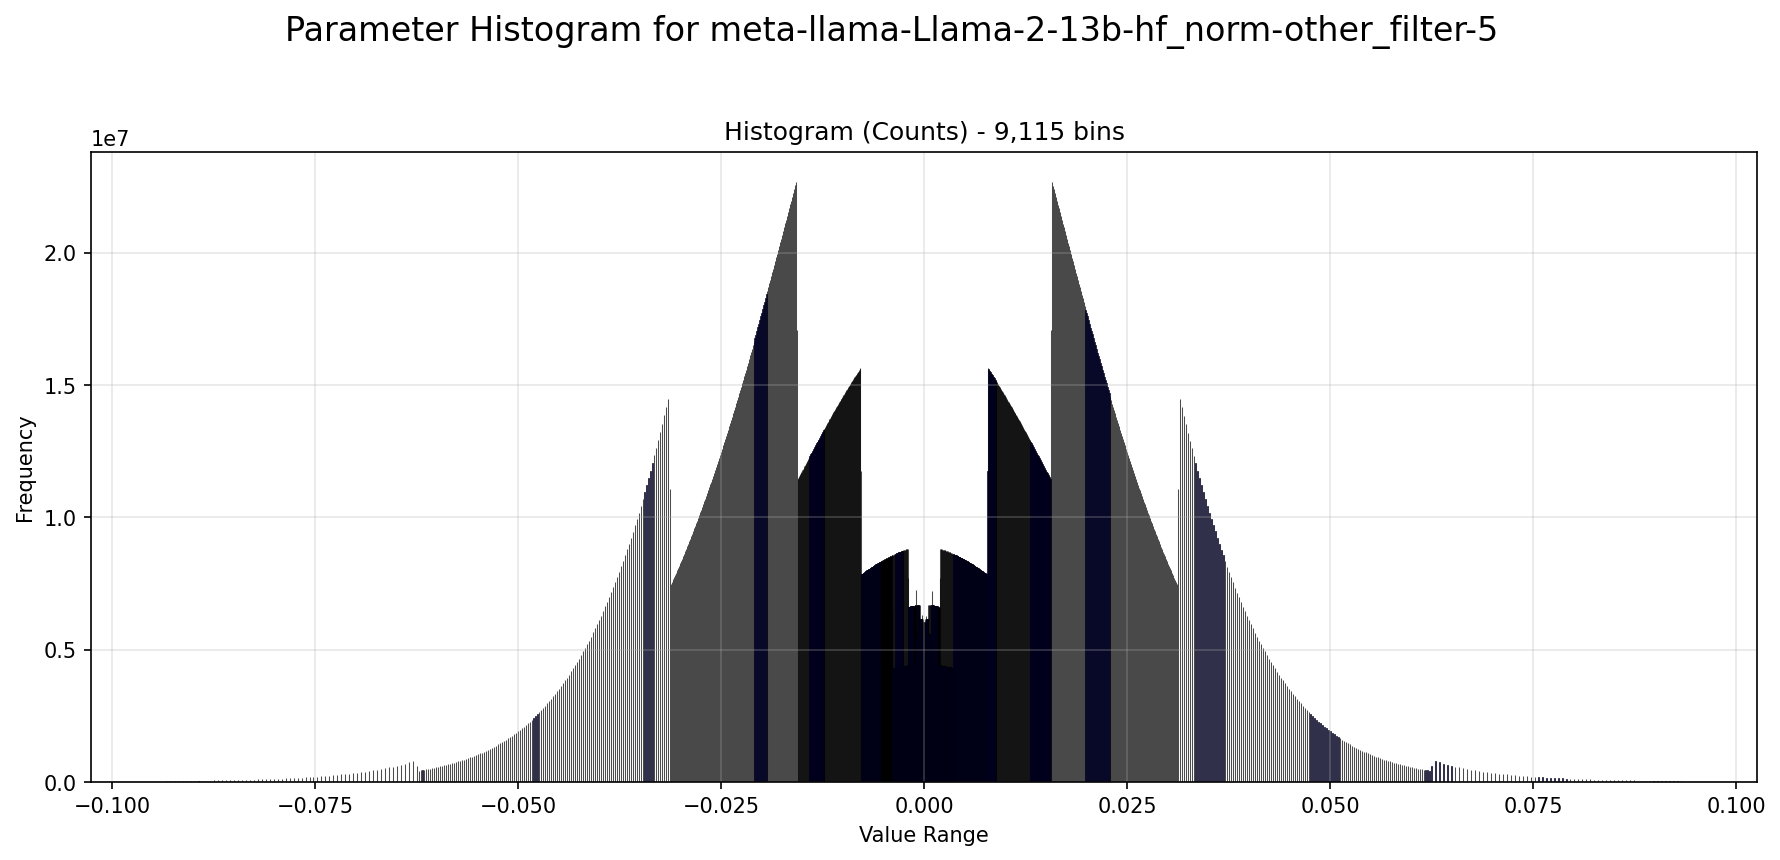 Parameter Histogram for meta-llama-Llama-2-13b-hf_norm-other_filter-5
Histogram (Counts) - 9,115 bins
1e7
2.0
1.5
1.0
0.5
0.0
Frequency
−0.100 −0.075 −0.050 −0.025 0.000 0.025 0.050 0.075 0.100
Value Range